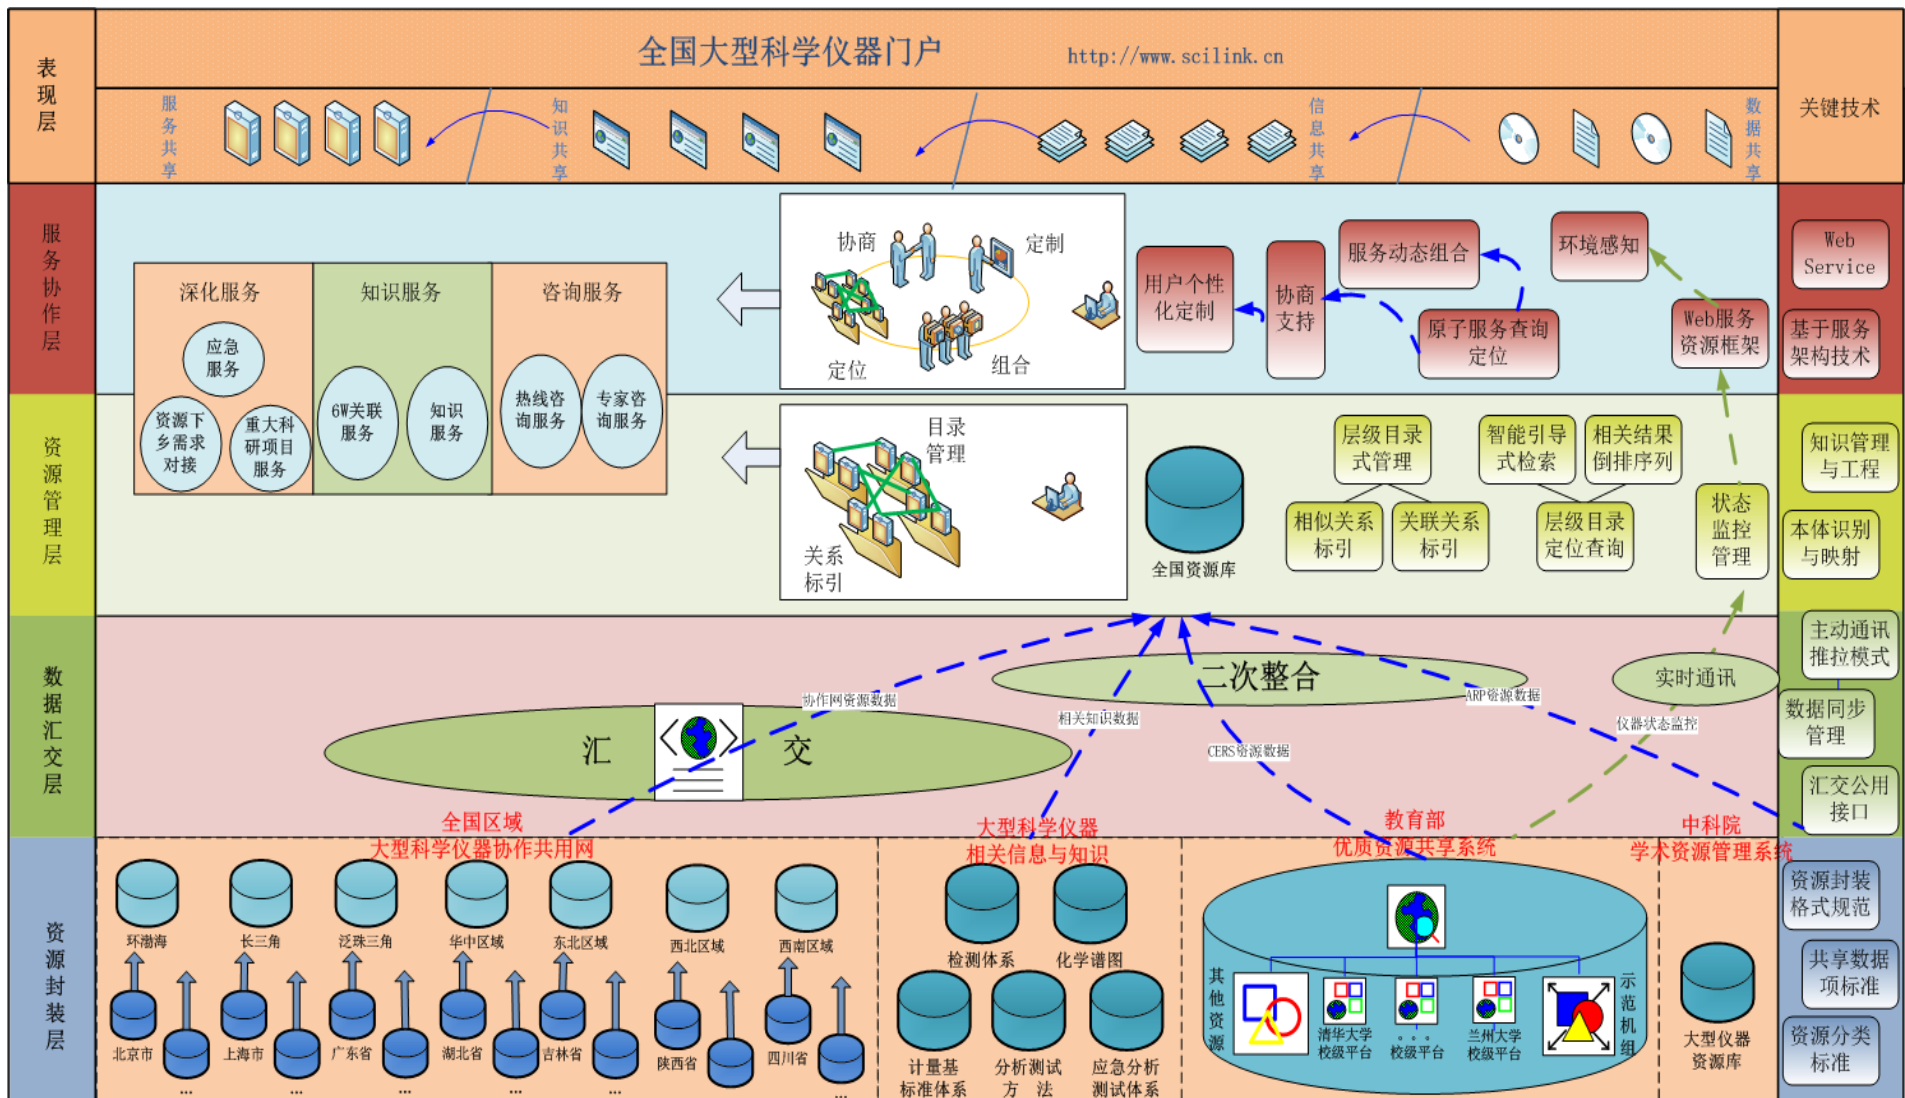 全国大型科学仪器门户
http://www.scilink.cn
表现层
关键技术
服务共享
知识共享
信息共享
数据共享
服务协作层
深化服务
知识服务
咨询服务
应急
服务
资源下
乡需求
对接
重大科
研项目
服务
6W关联
服务
知识
服务
热线咨
询服务
专家咨
询服务
协商
定制
定位
组合
用户个性
化定制
协商
支持
服务动态组合
原子服务查询
定位
环境感知
Web服务
资源框架
Web
Service
基于服务
架构技术
资源管理层
目录
管理
关系
标引
全国资源库
层级目录
式管理
相似关系
标引
关联关系
标引
智能引导
式检索
相关结果
倒排序列
层级目录
定位查询
状态
监控
管理
知识管理
与工程
本体识别
与映射
数据汇交层
汇
交
二次整合
实时通讯
协作网资源数据
相关知识数据
CERS资源数据
ARP资源数据
仪器状态监控
主动通讯
推拉模式
数据同步
管理
汇交公用
接口
资源封装层
全国区域
大型科学仪器协作共用网
大型科学仪器
相关信息与知识
教育部
优质资源共享系统
中科院
学术资源管理系统
环渤海
长三角
泛珠三角
华中区域
东北区域
西北区域
西南区域
北京市
上海市
广东省
湖北省
吉林省
陕西省
四川省
...
...
...
...
...
...
...
检测体系
化学谱图
计量基
标准体系
分析测试
方 法
应急分析
测试体系
其他资源
清华大学
校级平台
。。。
校级平台
兰州大学
校级平台
示范机组
大型仪器
资源库
资源封装
格式规范
共享数据
项标准
资源分类
标准